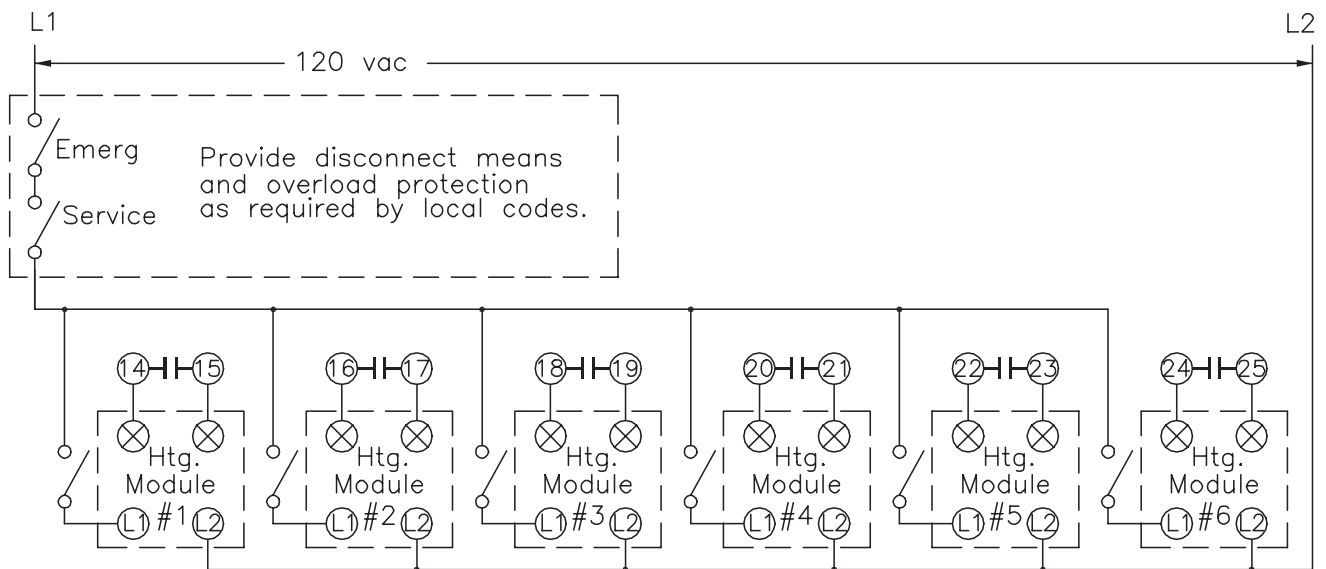 L1
L2
120 vac
Emerg
Provide disconnect means
and overload protection
as required by local codes.
Service
14 15
16 17
18 19
20 21
22 23
24 25
Htg.
Module
#1
L1 L2
Htg.
Module
#2
L1 L2
Htg.
Module
#3
L1 L2
Htg.
Module
#4
L1 L2
Htg.
Module
#5
L1 L2
Htg.
Module
#6
L1 L2